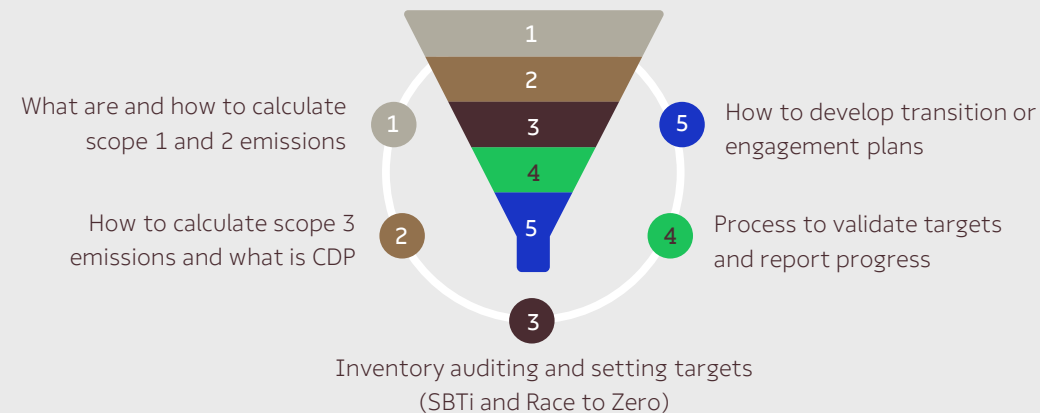 1
2
3
4
5
1
What are and how to calculate
scope 1 and 2 emissions
2
How to calculate scope 3
emissions and what is CDP
3
Inventory auditing and setting targets
(SBTi and Race to Zero)
4
Process to validate targets
and report progress
5
How to develop transition or
engagement plans